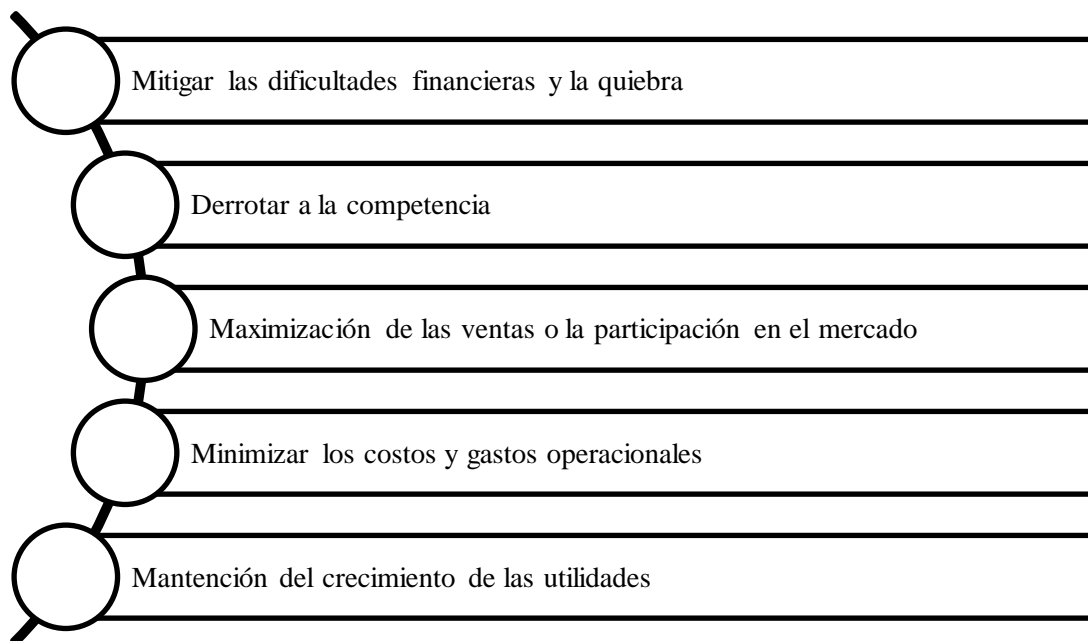 Mitigar las dificultades financieras y la quiebra
Derrotar a la competencia
Maximización de las ventas o la participación en el mercado
Minimizar los costos y gastos operacionales
Mantención del crecimiento de las utilidades